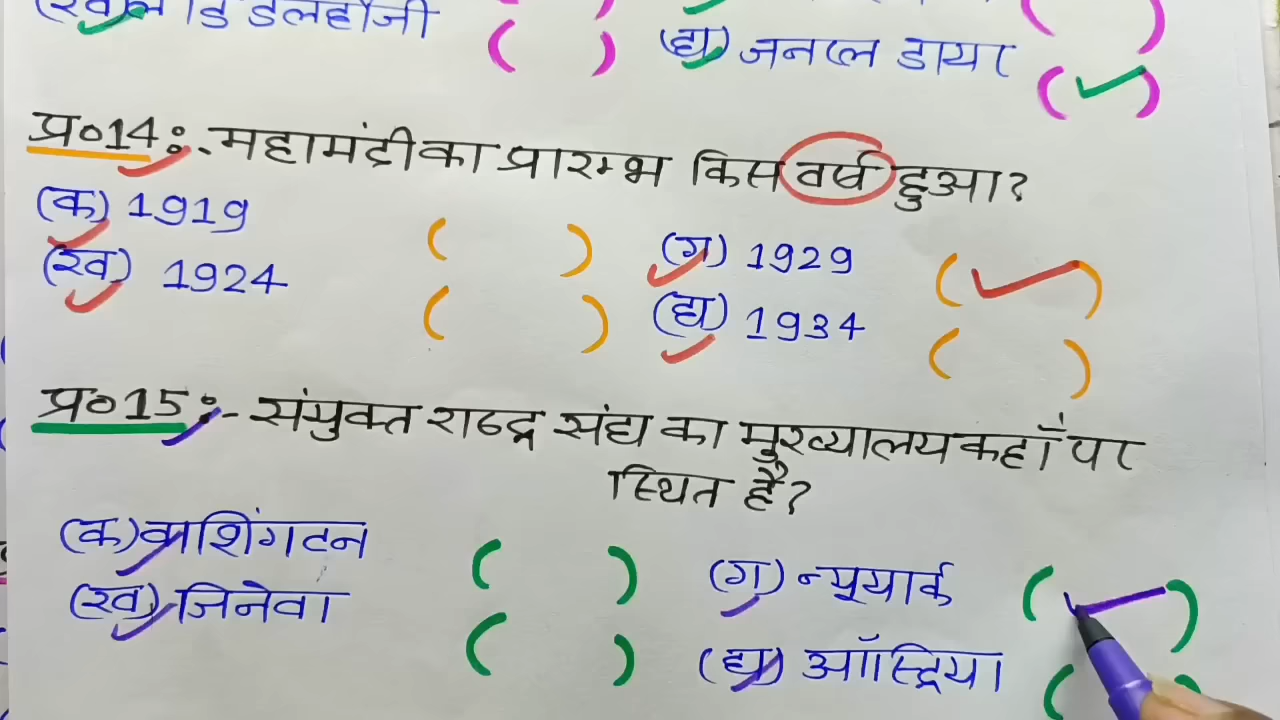 डलहौजी ( )
(घ) जनरल डायर (✓)
प्र०14:- महामंदी का प्रारम्भ किस वर्ष हुआ?
(क) 1919 ( ) (ग) 1929 (✓)
(ख) 1924 ( ) (घ) 1934 ( )
प्र०15:- संयुक्त राष्ट्र संघ का मुख्यालय कहाँ पर
स्थित है?
(क) वाशिंगटन ( ) (ग) न्यूयार्क (✓)
(ख) जिनेवा ( ) (घ) ऑस्ट्रिया ( )